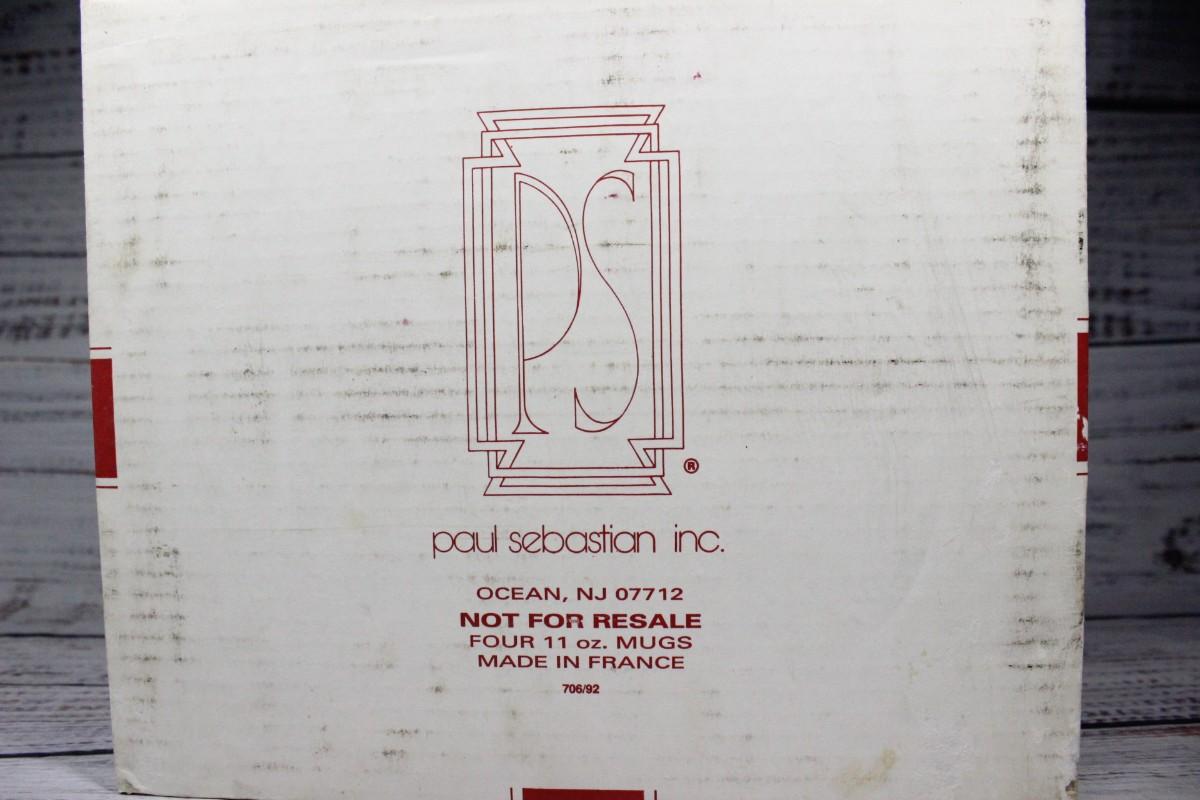 PS
®
paul sebastian inc.
OCEAN, NJ 07712
NOT FOR RESALE
FOUR 11 oz. MUGS
MADE IN FRANCE
706/92